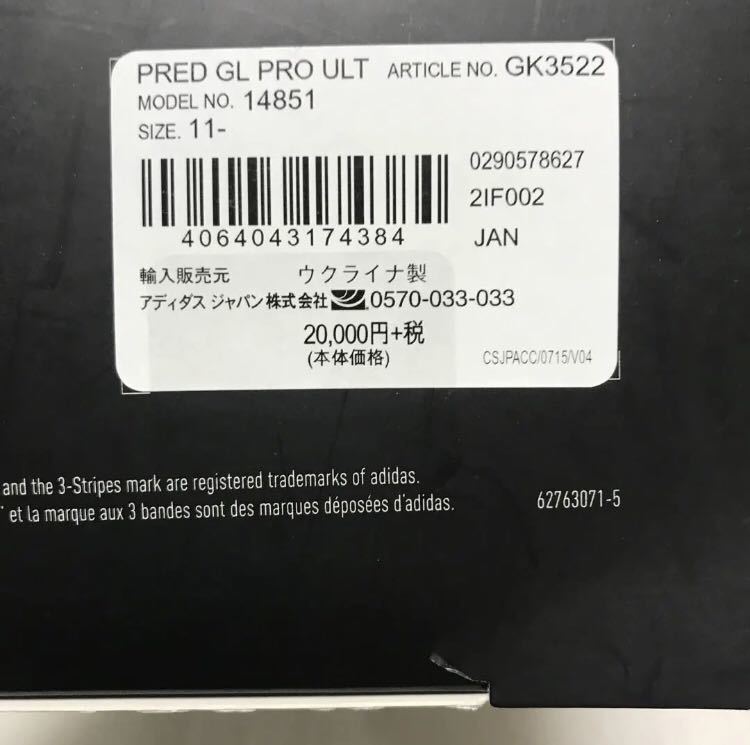 PRED GL PRO ULT ARTICLE NO. GK3522
MODEL NO. 14851
SIZE. 11-
0290578627
2IF002
4064043174384 JAN
輸入販売元 ウクライナ製
アディダス ジャパン株式会社 0570-033-033
20,000円+税
(本体価格)
CSJPACC/0715/V04
and the 3-Stripes mark are registered trademarks of adidas.
et la marque aux 3 bandes sont des marques déposées d'adidas.
62763071-5